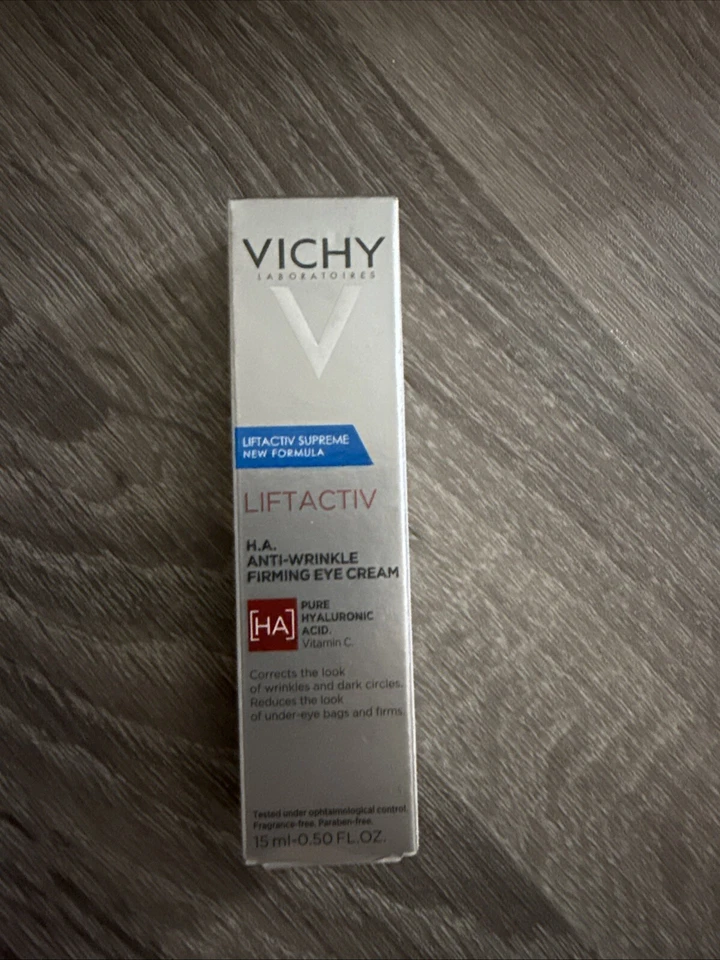 VICHY
LABORATOIRES
V
LIFTACTIV SUPREME
NEW FORMULA
LIFTACTIV
H.A.
ANTI-WRINKLE
FIRMING EYE CREAM
[HA]
PURE
HYALURONIC
ACID.
Vitamin C.
Corrects the look
of wrinkles and dark circles.
Reduces the look
of under-eye bags and firms.
Tested under ophtalmological control.
Fragrance-free. Paraben-free.
15 ml-0.50 FL.OZ.